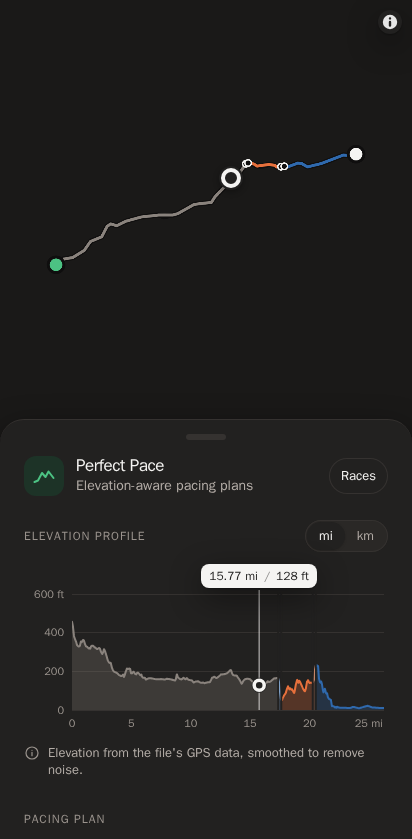 Perfect Pace
Elevation-aware pacing plans
Races
ELEVATION PROFILE
mi
km
15.77 mi / 128 ft
600 ft
400
200
0
0
5
10
15
20
25 mi
Elevation from the file's GPS data, smoothed to remove
noise.
PACING PLAN